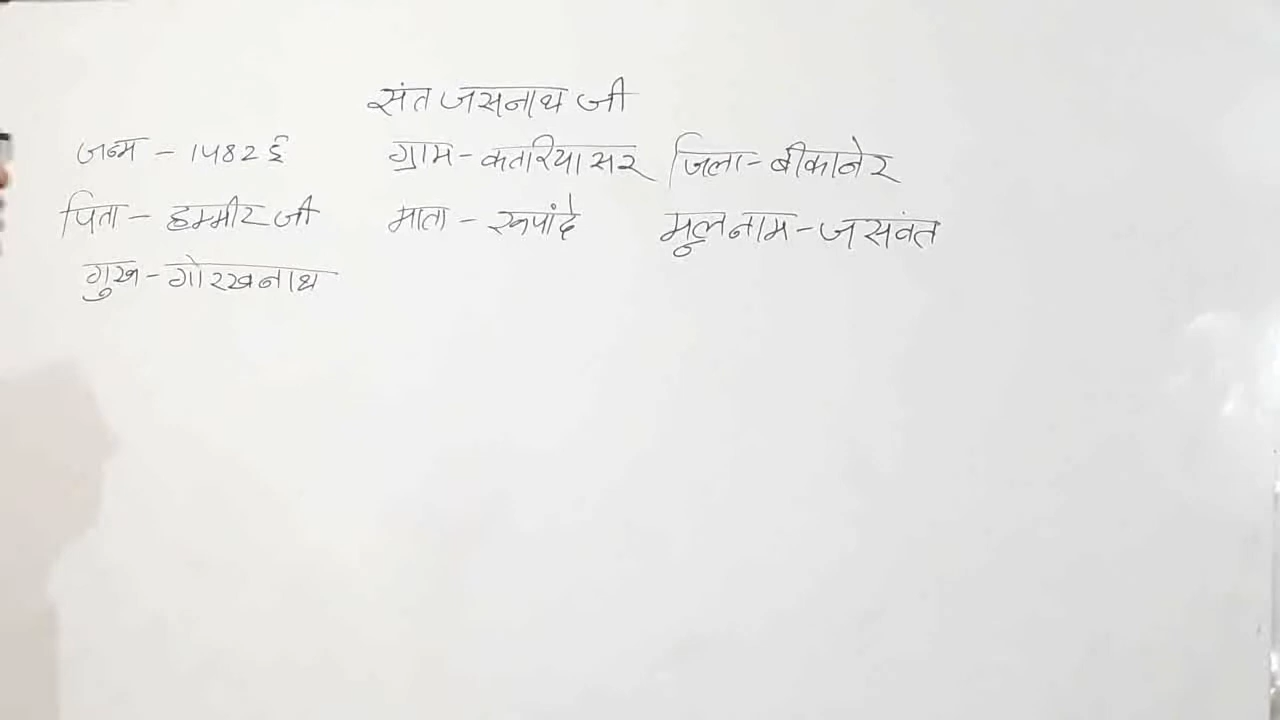 संत जसनाथ जी
जन्म - 1482 ई ग्राम - कतरियासर जिला - बीकानेर
पिता - हम्मीर जी माता - रूपांदे मूलनाम - जसवंत
गुरु - गोरखनाथ